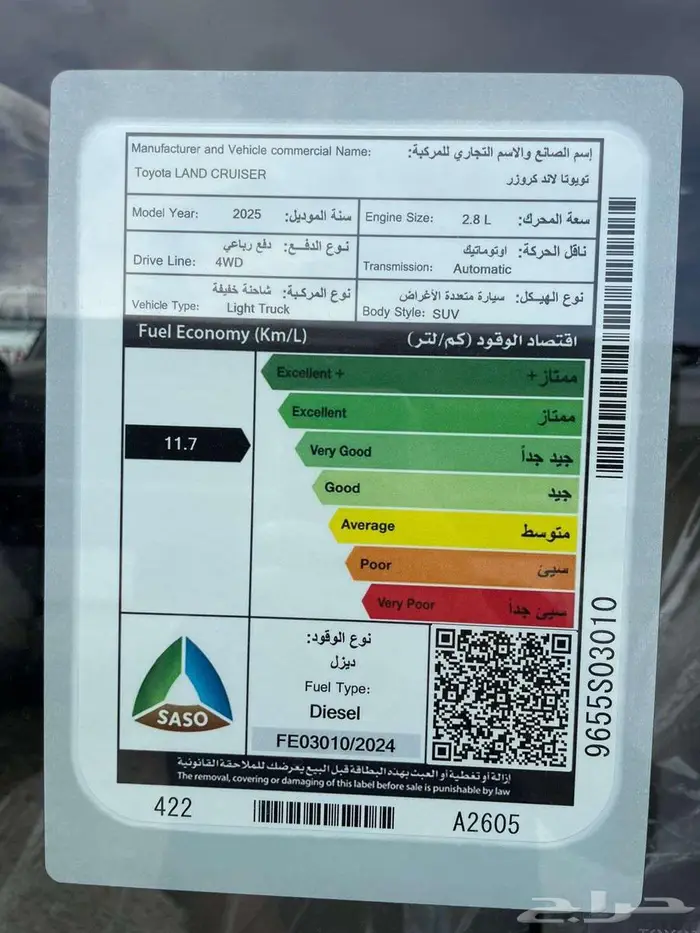 Manufacturer and Vehicle commercial Name: إسم الصانع والاسم التجاري للمركبة:
Toyota LAND CRUISER تويوتا لاند كروزر
Model Year: 2025 سنة الموديل:
Engine Size: 2.8 L سعة المحرك:
نوع الدفع: دفع رباعي
Drive Line: 4WD
ناقل الحركة: اوتوماتيك
Transmission: Automatic
نوع المركبة: شاحنة خفيفة
Vehicle Type: Light Truck
نوع الهيكل: سيارة متعددة الأغراض
Body Style: SUV
Fuel Economy (Km/L) اقتصاد الوقود (كم/لتر)
Excellent + ممتاز +
Excellent ممتاز
11.7
Very Good جيد جداً
Good جيد
Average متوسط
Poor سيئ
Very Poor سيئ جداً
SASO
نوع الوقود:
ديزل
Fuel Type:
Diesel
FE03010/2024
إزالة أو تغطية أو العبث بهذه البطاقة قبل البيع يعرضك للملاحقة القانونية
The removal, covering or damaging of this label before sale is punishable by law
422
A2605
9655S03010
حراج